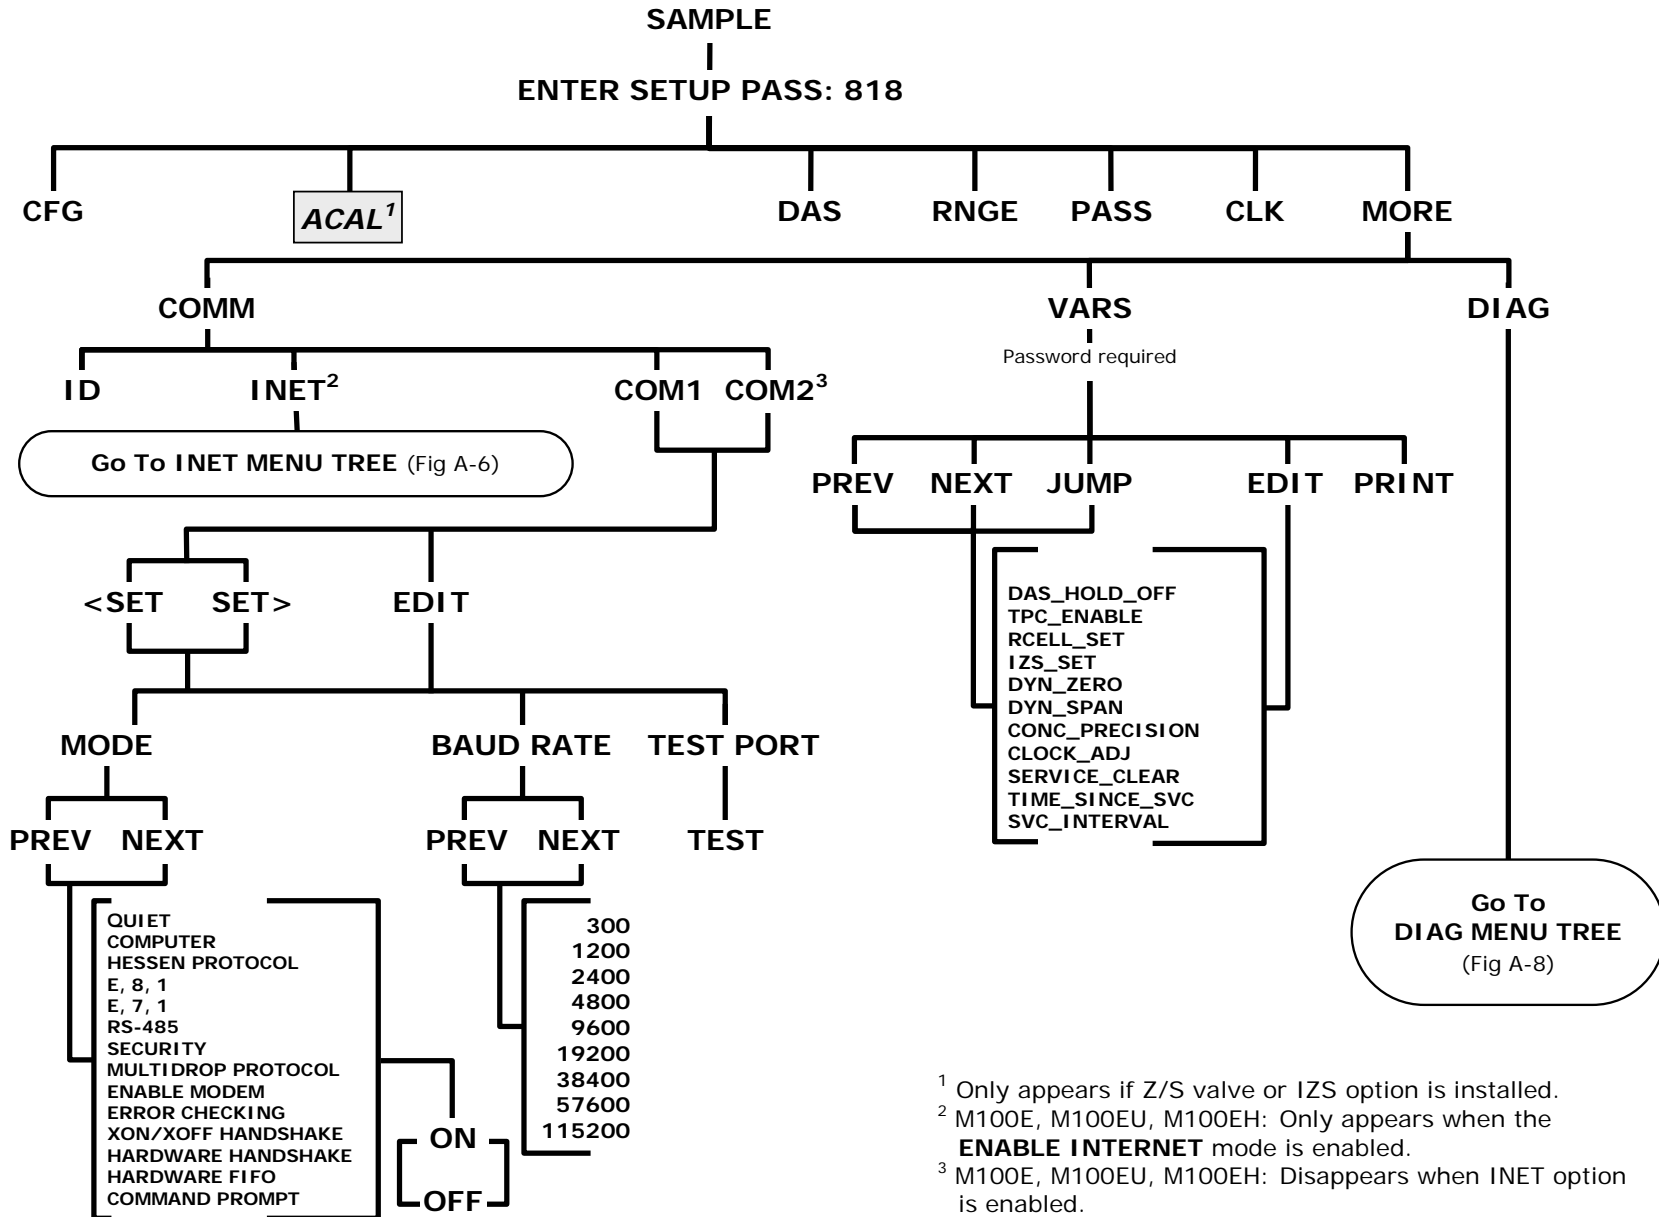 SAMPLE
ENTER SETUP PASS: 818
CFG
ACAL¹
DAS
RNGE
PASS
CLK
MORE
COMM
VARS
DIAG
Password required
ID
INET²
COM1
COM2³
Go To INET MENU TREE (Fig A-6)
PREV
NEXT
JUMP
EDIT
PRINT
<SET
SET>
EDIT
DAS_HOLD_OFF
TPC_ENABLE
RCELL_SET
IZS_SET
DYN_ZERO
DYN_SPAN
CONC_PRECISION
CLOCK_ADJ
SERVICE_CLEAR
TIME_SINCE_SVC
SVC_INTERVAL
MODE
BAUD RATE
TEST PORT
PREV
NEXT
PREV
NEXT
TEST
QUIET
COMPUTER
HESSEN PROTOCOL
E, 8, 1
E, 7, 1
RS-485
SECURITY
MULTIDROP PROTOCOL
ENABLE MODEM
ERROR CHECKING
XON/XOFF HANDSHAKE
HARDWARE HANDSHAKE
HARDWARE FIFO
COMMAND PROMPT
ON
OFF
300
1200
2400
4800
9600
19200
38400
57600
115200
Go To
DIAG MENU TREE
(Fig A-8)
¹ Only appears if Z/S valve or IZS option is installed.
² M100E, M100EU, M100EH: Only appears when the
ENABLE INTERNET mode is enabled.
³ M100E, M100EU, M100EH: Disappears when INET option
is enabled.